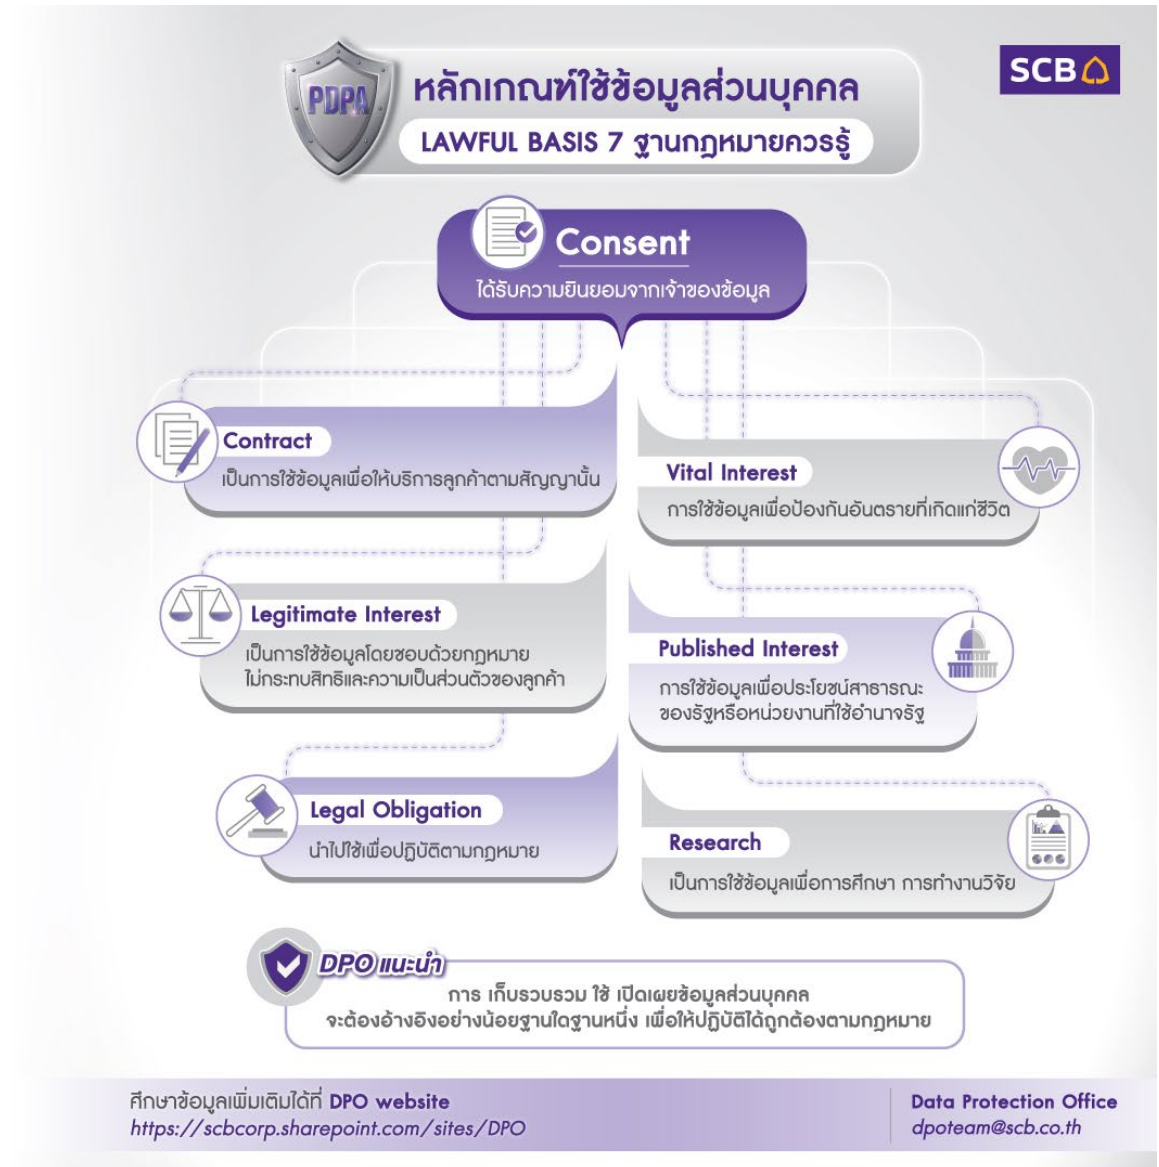 PDPA
หลักเกณฑ์ใช้ข้อมูลส่วนบุคคล
LAWFUL BASIS 7 ฐานกฎหมายควรรู้
SCB
Consent
ได้รับความยินยอมจากเจ้าของข้อมูล
Contract
เป็นการใช้ข้อมูลเพื่อให้บริการลูกค้าตามสัญญานั้น
Vital Interest
การใช้ข้อมูลเพื่อป้องกันอันตรายที่เกิดแก่ชีวิต
Legitimate Interest
เป็นการใช้ข้อมูลโดยชอบด้วยกฎหมาย
ไม่กระทบสิทธิและความเป็นส่วนตัวของลูกค้า
Published Interest
การใช้ข้อมูลเพื่อประโยชน์สาธารณะ
ของรัฐหรือหน่วยงานที่ใช้อำนาจรัฐ
Legal Obligation
นำไปใช้เพื่อปฏิบัติตามกฎหมาย
Research
เป็นการใช้ข้อมูลเพื่อการศึกษา การทำงานวิจัย
DPO แนะนำ
การ เก็บรวบรวม ใช้ เปิดเผยข้อมูลส่วนบุคคล
จะต้องอ้างอิงอย่างน้อยฐานใดฐานหนึ่ง เพื่อให้ปฏิบัติได้ถูกต้องตามกฎหมาย
ศึกษาข้อมูลเพิ่มเติมได้ที่ DPO website
https://scbcorp.sharepoint.com/sites/DPO
Data Protection Office
dpoteam@scb.co.th